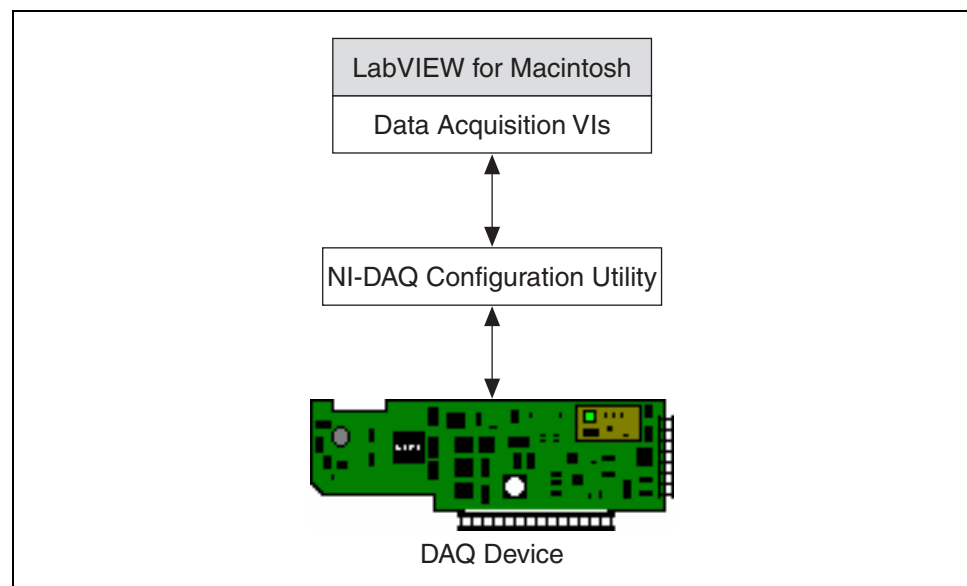 LabVIEW for Macintosh
Data Acquisition VIs
NI-DAQ Configuration Utility
DAQ Device